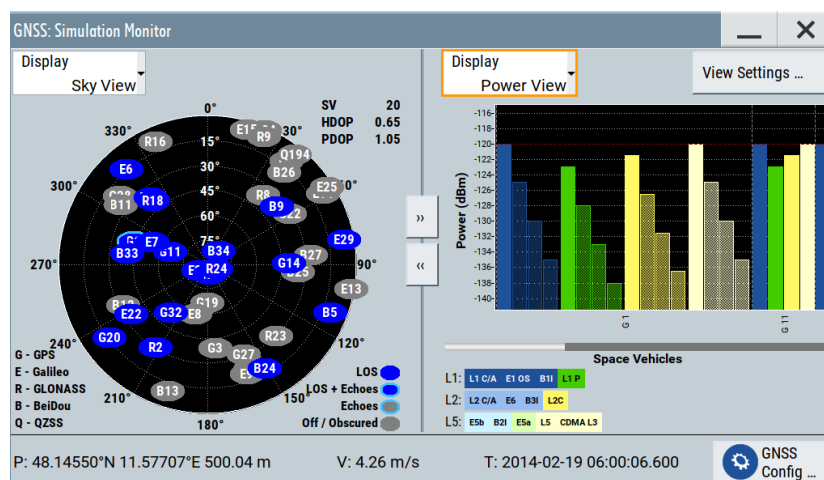 GNSS: Simulation Monitor
Display
Sky View
SV 20
HDOP 0.65
PDOP 1.05
0°
330°
30°
15°
30°
45°
60°
75°
300°
270°
90°
240°
120°
210°
150°
180°
R16
E15
R9
E6
Q194
B26
E25
R18
R8
B9
B11
E29
E7
B33
G11
B34
R24
G14
B27
B25
E13
G19
E8
E22
G32
B5
G20
R2
G3
R23
G27
B24
B13
G - GPS
E - Galileo
R - GLONASS
B - BeiDou
Q - QZSS
LOS
LOS + Echoes
Echoes
Off / Obscured
»
«
Display
Power View
View Settings ...
Power (dBm)
-116
-118
-120
-122
-124
-126
-128
-130
-132
-134
-136
-138
-140
G 1
G 11
Space Vehicles
L1: L1 C/A E1 OS B1I L1 P
L2: L2 C/A E6 B3I L2C
L5: E5b B2I E5a L5 CDMA L3
P: 48.14550°N 11.57707°E 500.04 m
V: 4.26 m/s
T: 2014-02-19 06:00:06.600
GNSS
Config ...